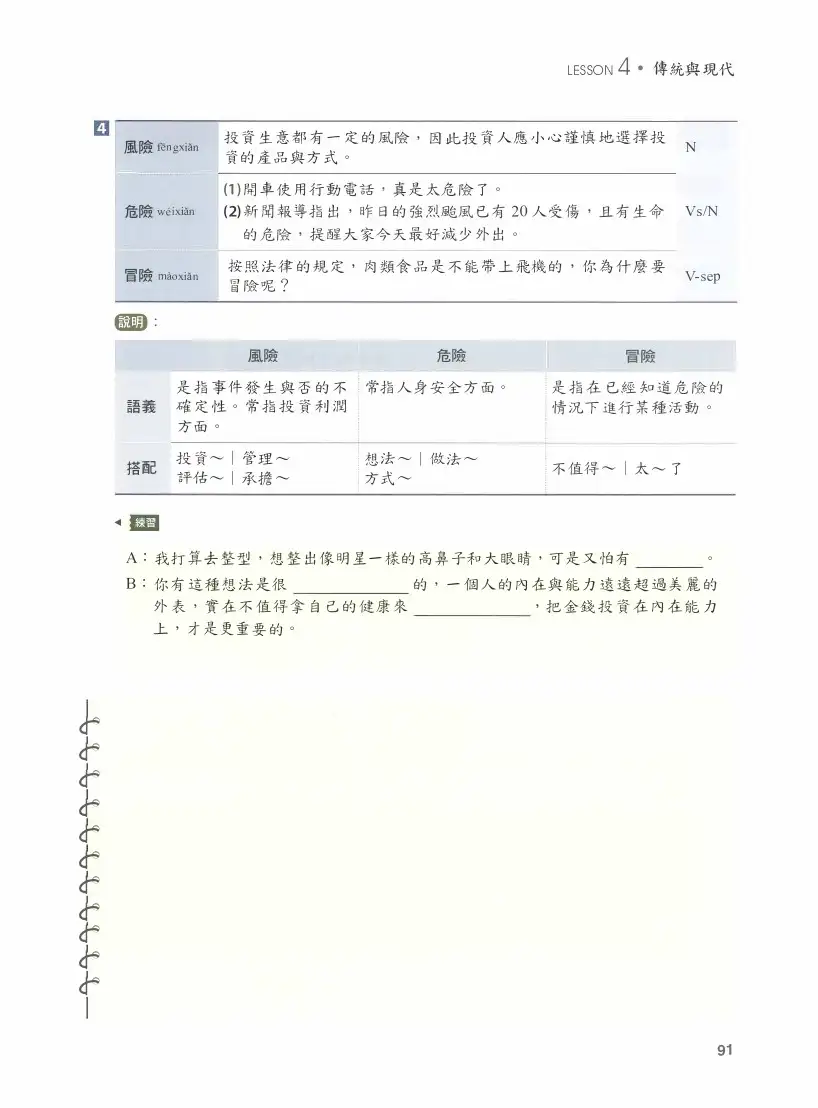 LESSON 4 • 傳統與現代
4
風險 fēngxiǎn
投資生意都有一定的風險，因此投資人應小心謹慎地選擇投
資的產品與方式。
N
危險 wéixiǎn
(1)開車使用行動電話，真是太危險了。
(2)新聞報導指出，昨日的強烈颱風已有 20 人受傷，且有生命
的危險，提醒大家今天最好減少外出。
Vs/N
冒險 màoxiǎn
按照法律的規定，肉類食品是不能帶上飛機的，你為什麼要
冒險呢？
V-sep
說明：
風險 危險 冒險
語義
是指事件發生與否的不
確定性。常指投資利潤
方面。
常指人身安全方面。
是指在已經知道危險的
情況下進行某種活動。
搭配
投資～｜管理～
評估～｜承擔～
想法～｜做法～
方式～
不值得～｜太～了
練習
A：我打算去整型，想整出像明星一樣的高鼻子和大眼睛，可是又怕有________。
B：你有這種想法是很______________的，一個人的內在與能力遠遠超過美麗的
外表，實在不值得拿自己的健康來______________，把金錢投資在內在能力
上，才是更重要的。
91